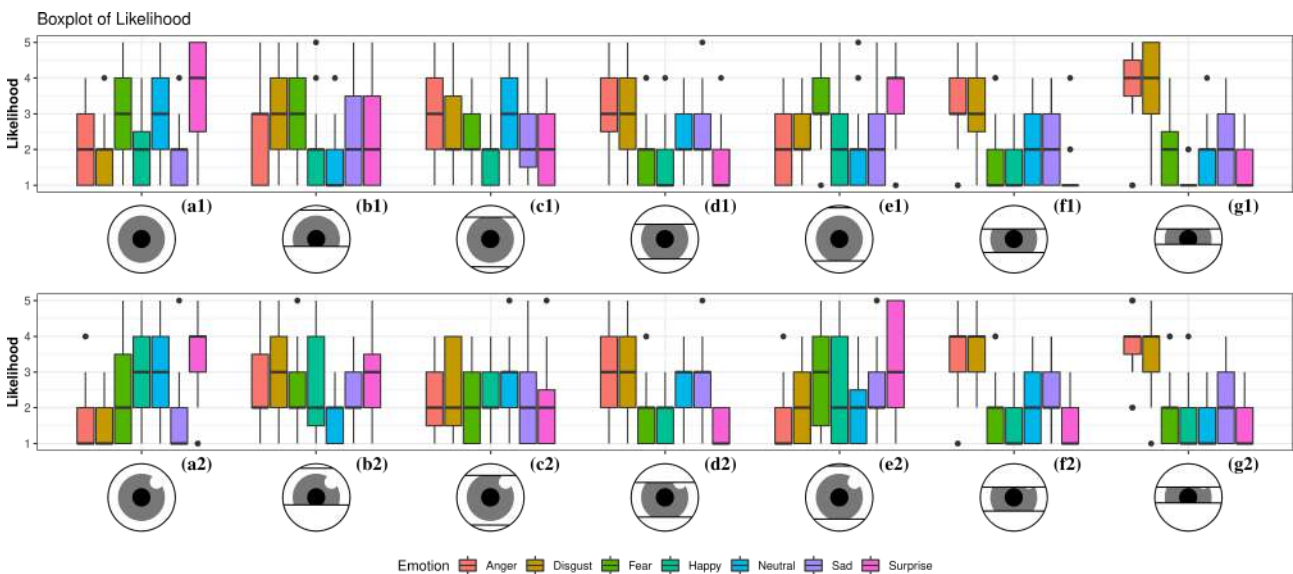 Boxplot of Likelihood
Likelihood
5
4
3
2
1
(a1) (b1) (c1) (d1) (e1) (f1) (g1)
Likelihood
5
4
3
2
1
(a2) (b2) (c2) (d2) (e2) (f2) (g2)
Emotion Anger Disgust Fear Happy Neutral Sad Surprise